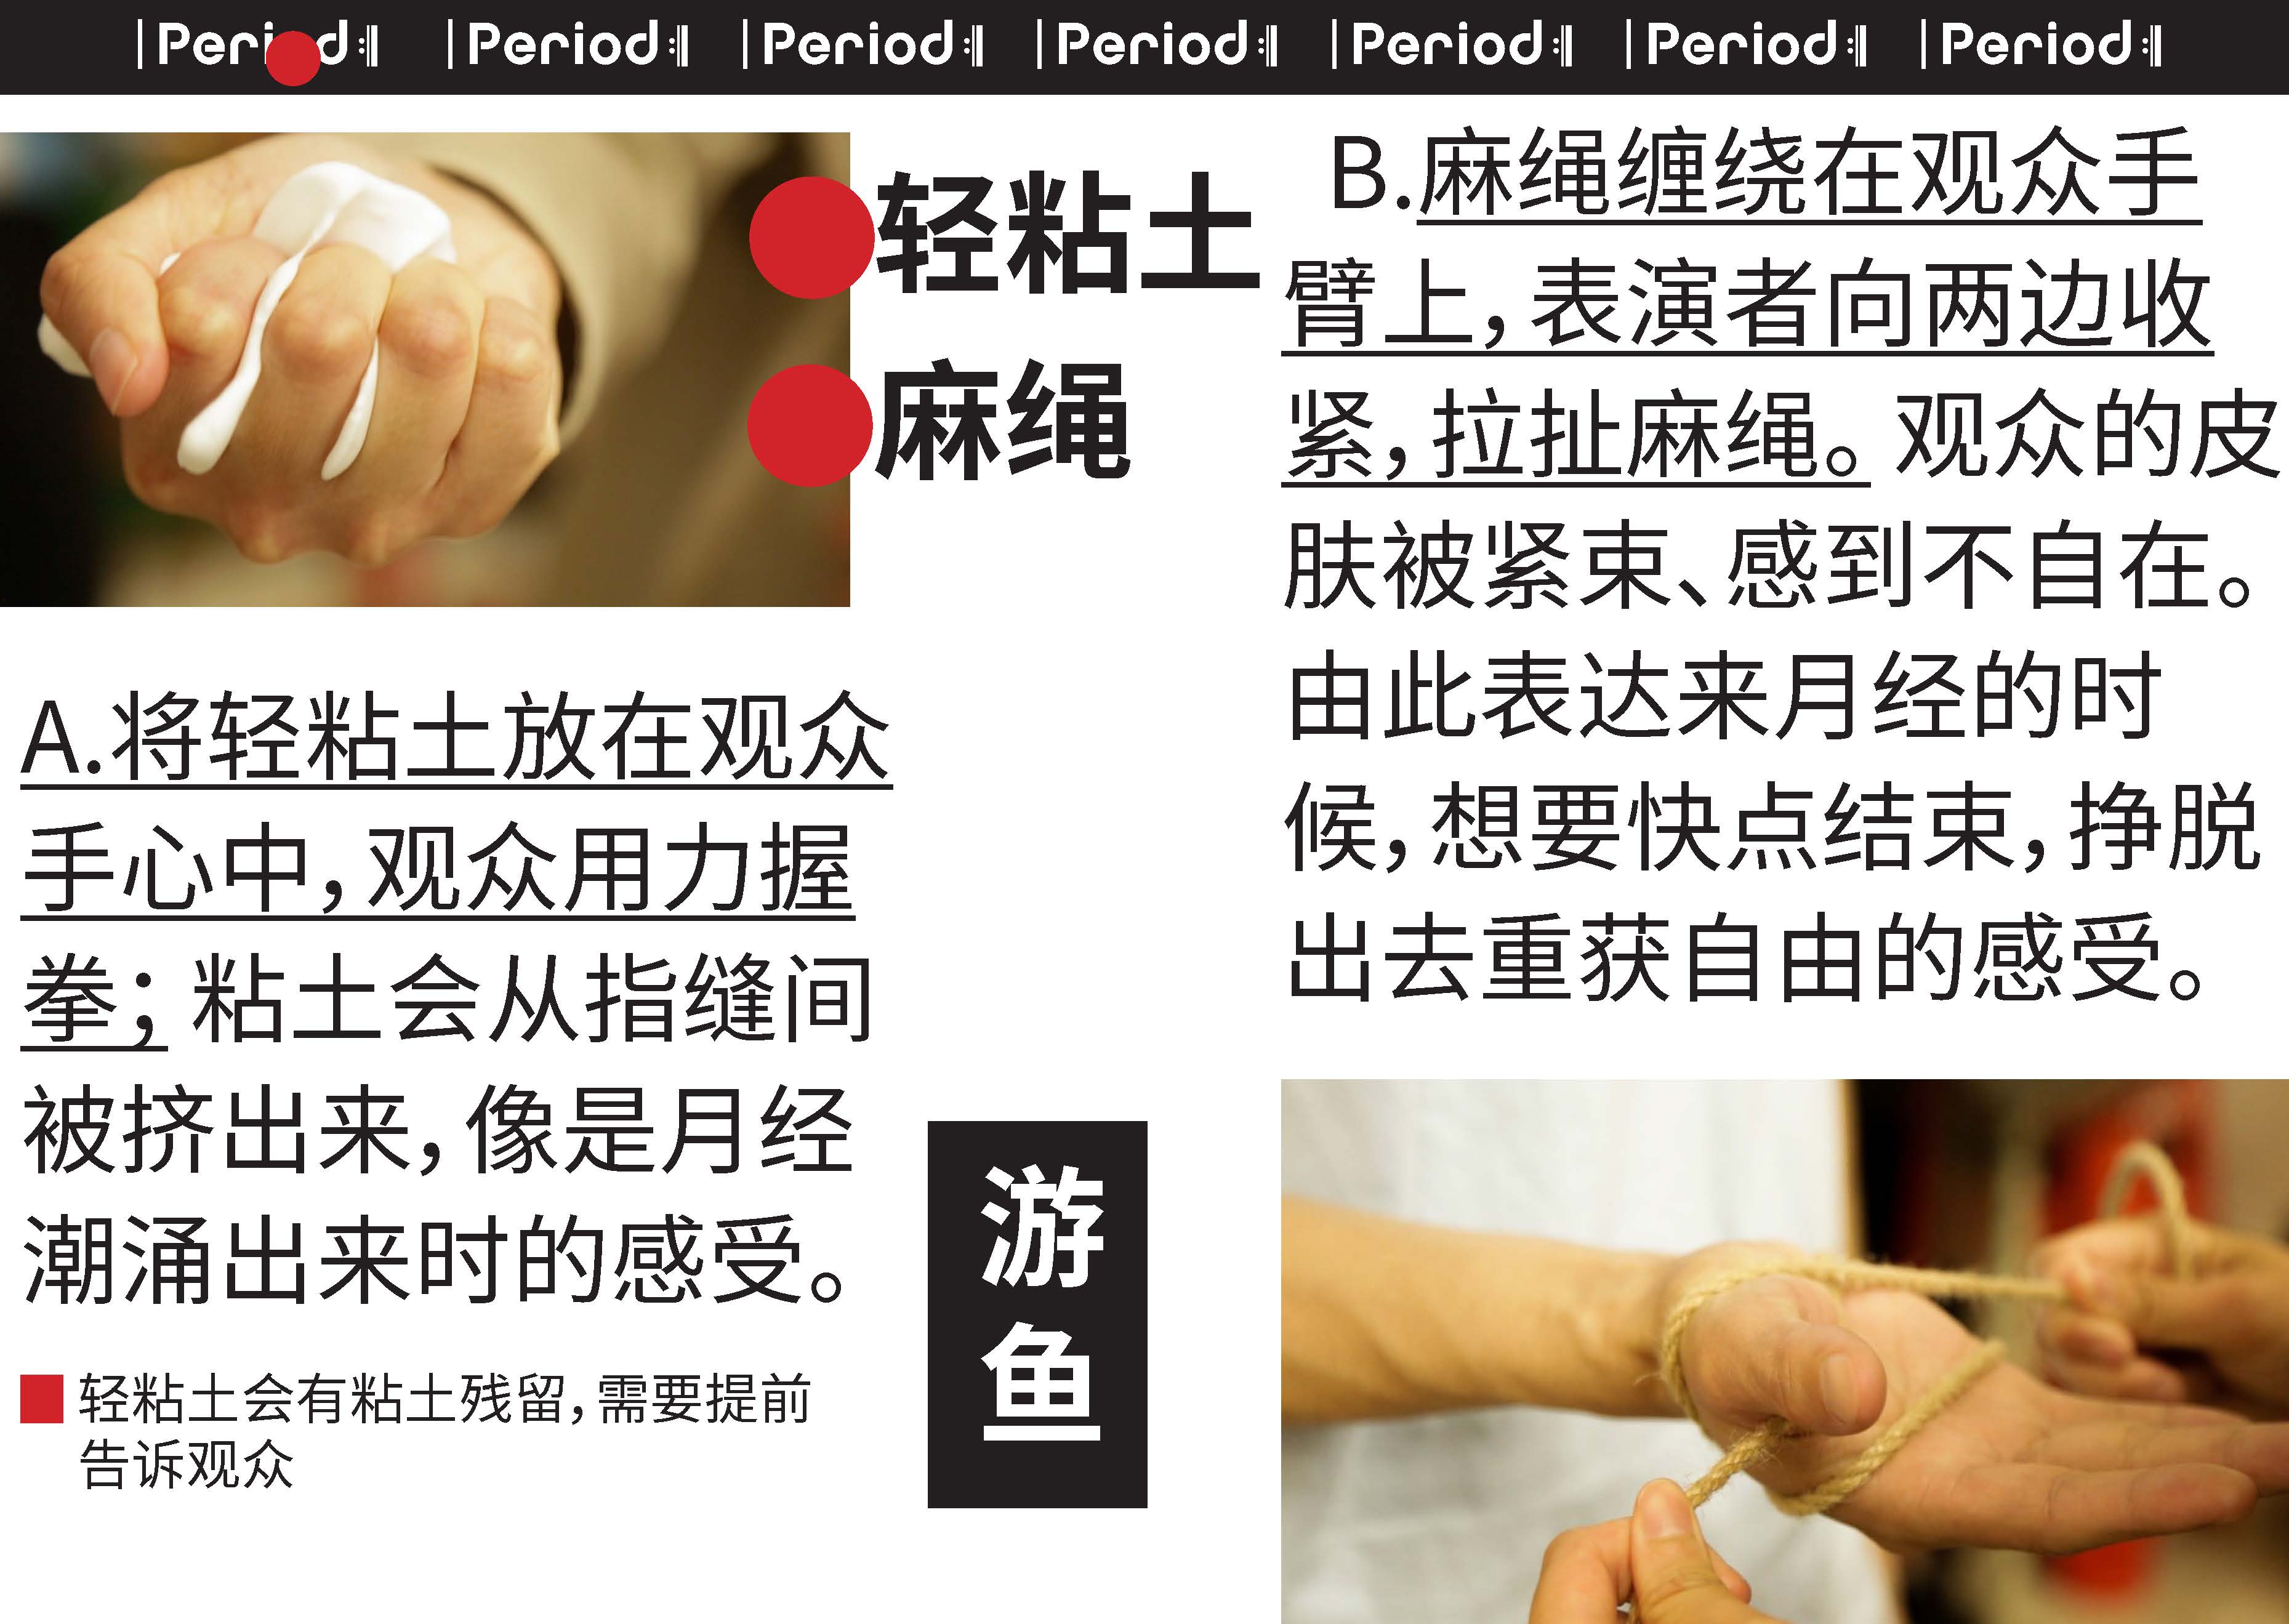 Period:||
Period:||
Period:||
Period:||
Period:||
Period:||
Period:||
轻粘土
麻绳
A.将轻粘土放在观众
手心中，观众用力握
拳；粘土会从指缝间
被挤出来，像是月经
潮涌出来时的感受。
轻粘土会有粘土残留，需要提前
告诉观众
游
鱼
B.麻绳缠绕在观众手
臂上，表演者向两边收
紧，拉扯麻绳。观众的皮
肤被紧束、感到不自在。
由此表达来月经的时
候，想要快点结束，挣脱
出去重获自由的感受。